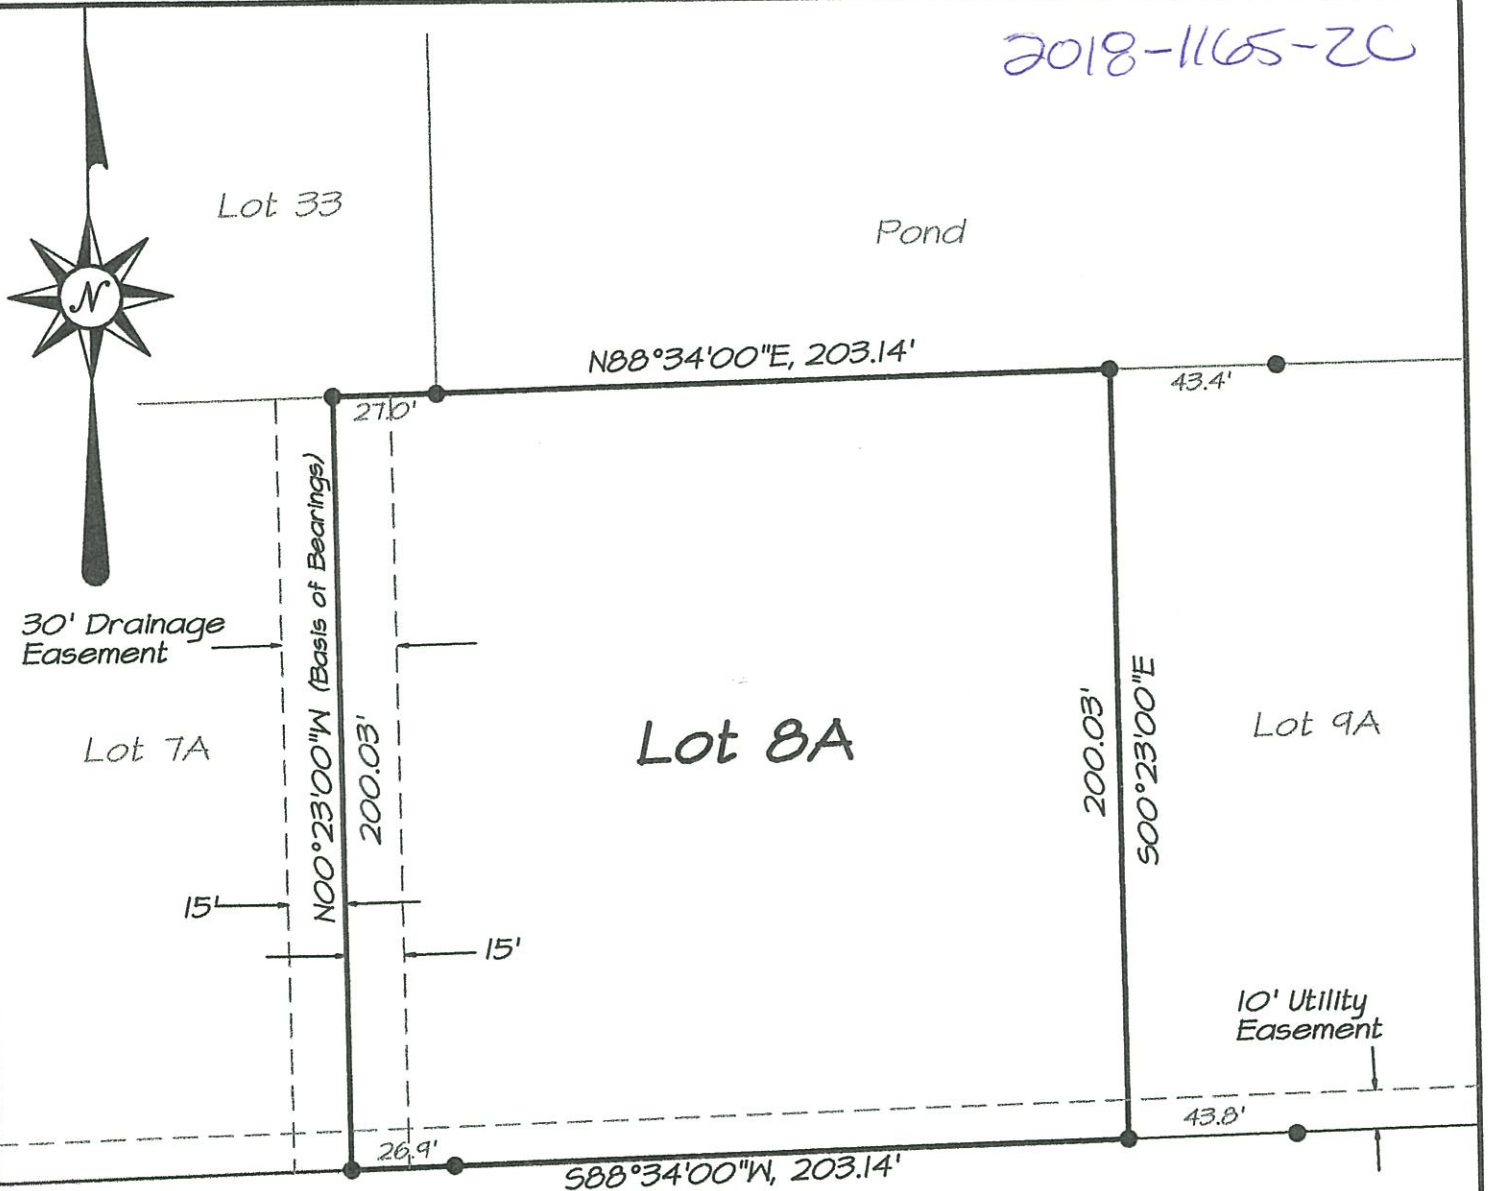 2018-1165-ZC
Lot 33
Pond
N
N88°34'00"E, 203.14'
43.4'
27.0'
N00°23'00"W (Basis of Bearings)
30' Drainage
Easement
Lot 7A
200.03'
Lot 8A
200.03'
S00°23'00"E
Lot 9A
15'
15'
10' Utility
Easement
43.8'
26.9'
S88°34'00"W, 203.14'